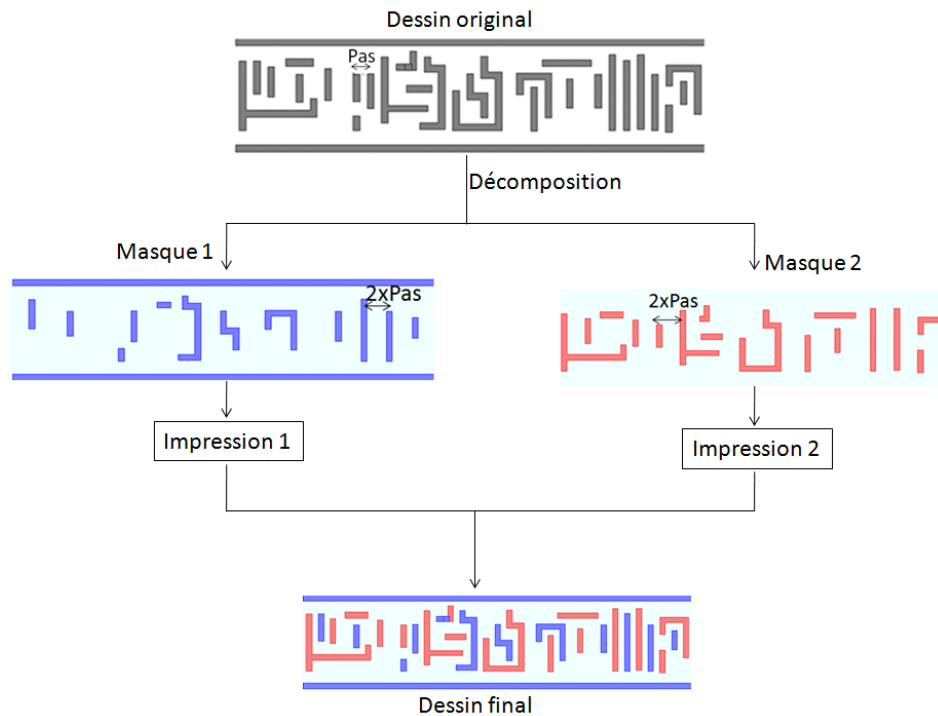 Dessin original
Pas
Décomposition
Masque 1
Masque 2
2xPas
2xPas
Impression 1
Impression 2
Dessin final